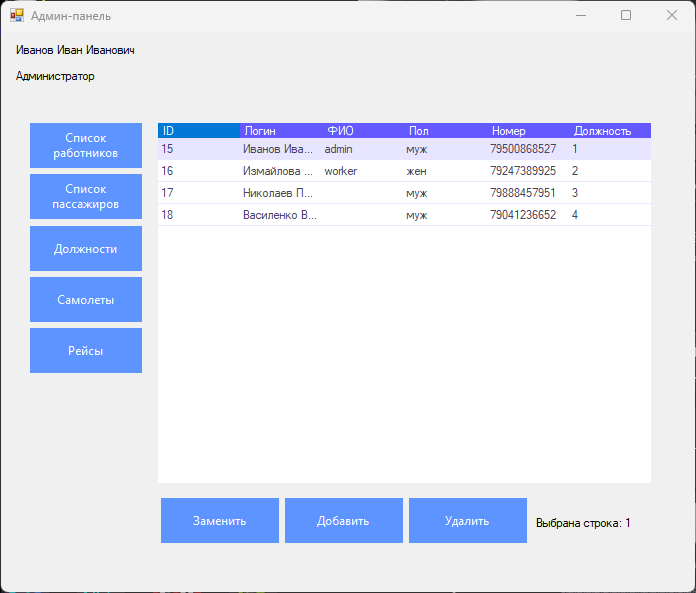 Админ-панель
Иванов Иван Иванович
Администратор
Список
работников
Список
пассажиров
Должности
Самолеты
Рейсы
ID Логин ФИО Пол Номер Должность
15 Иванов Ива... admin муж 79500868527 1
16 Измайлова ... worker жен 79247389925 2
17 Николаев П... муж 79888457951 3
18 Василенко В... муж 79041236652 4
Заменить Добавить Удалить Выбрана строка: 1